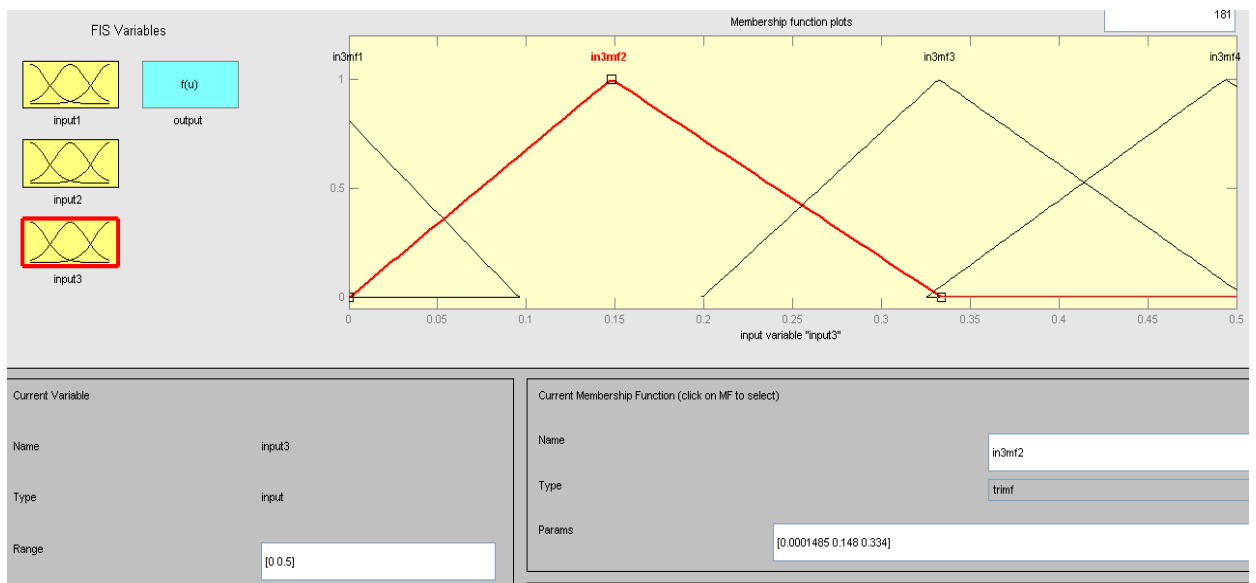 FIS Variables
Membership function plots
181
in3mf1
in3mf2
in3mf3
in3mf4
f(u)
input1
output
input2
input3
1
0.5
0
0
0.05
0.1
0.15
0.2
0.25
0.3
0.35
0.4
0.45
0.5
input variable "input3"
Current Variable
Name
input3
Type
input
Range
[0 0.5]
Current Membership Function (click on MF to select)
Name
in3mf2
Type
trimf
Params
[0.0001485 0.148 0.334]